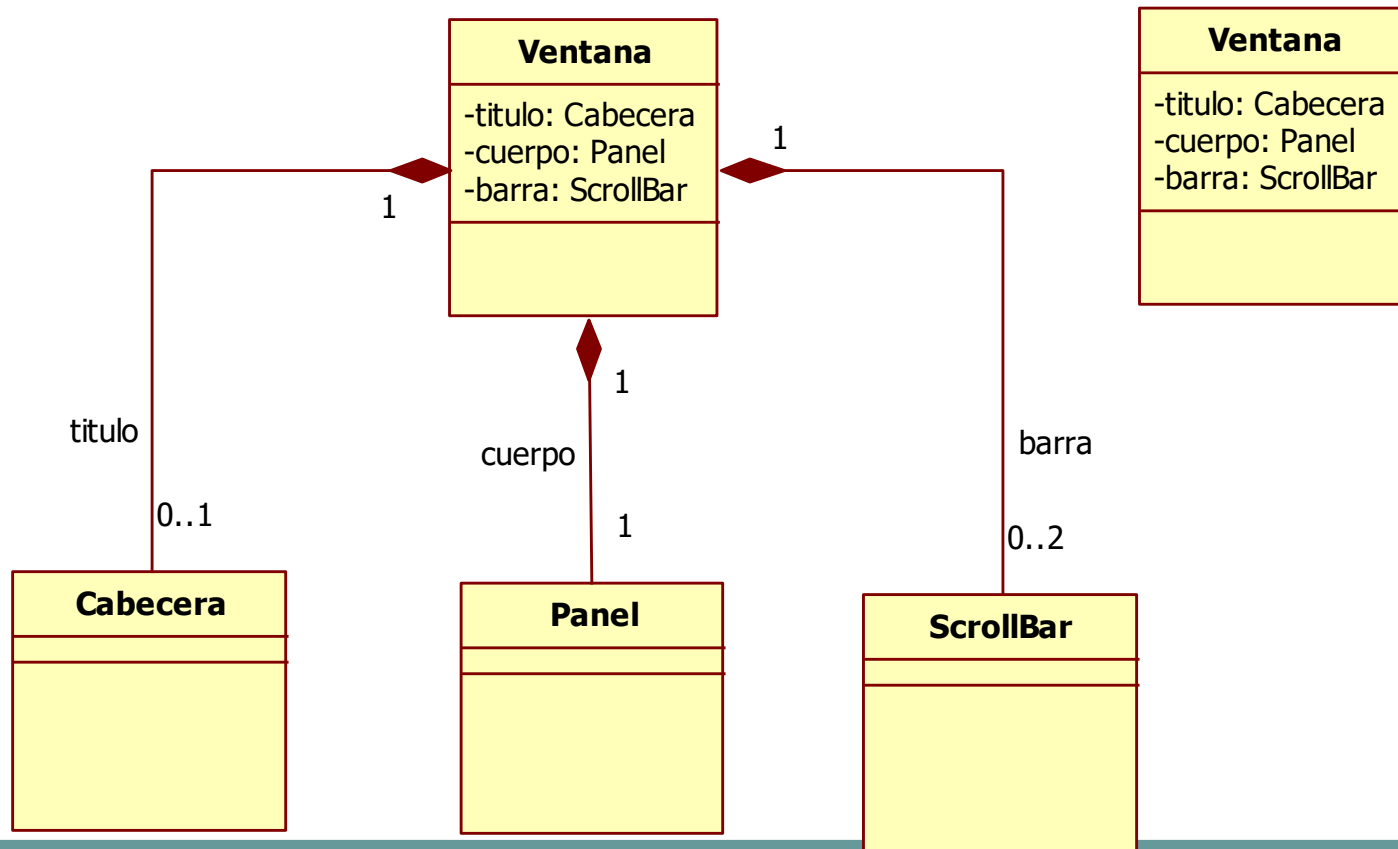 Ventana
-titulo: Cabecera
-cuerpo: Panel
-barra: ScrollBar
Ventana
-titulo: Cabecera
-cuerpo: Panel
-barra: ScrollBar
1
1
1
titulo
cuerpo
barra
0..1
1
0..2
Cabecera
Panel
ScrollBar